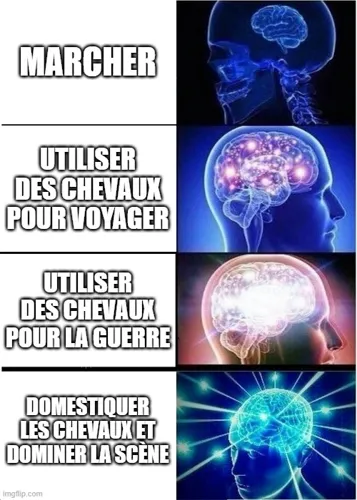 MARCHER
UTILISER
DES CHEVAUX
POUR VOYAGER
UTILISER
DES CHEVAUX
POUR LA GUERRE
DOMESTIQUER
LES CHEVAUX ET
DOMINER LA SCÈNE
imgflip.com